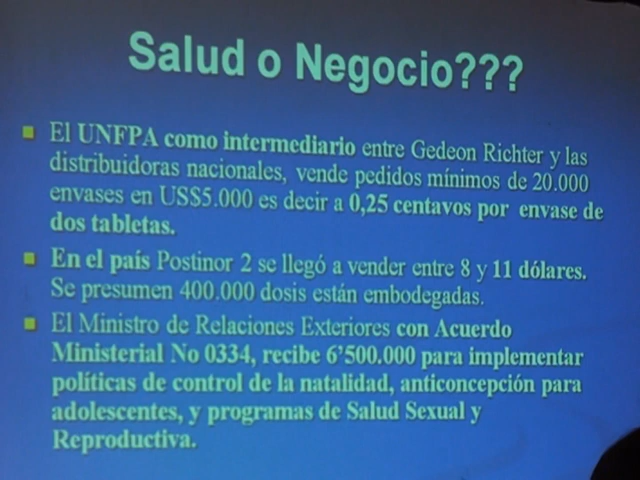 Salud o Negocio???
El UNFPA como intermediario entre Gedeon Richter y las
distribuidoras nacionales, vende pedidos mínimos de 20.000
envases en US$5.000 es decir a 0,25 centavos por envase de
dos tabletas.
En el país Postinor 2 se llegó a vender entre 8 y 11 dólares.
Se presumen 400.000 dosis están embodegadas.
El Ministro de Relaciones Exteriores con Acuerdo
Ministerial No 0334, recibe 6'500.000 para implementar
políticas de control de la natalidad, anticoncepción para
adolescentes, y programas de Salud Sexual y
Reproductiva.